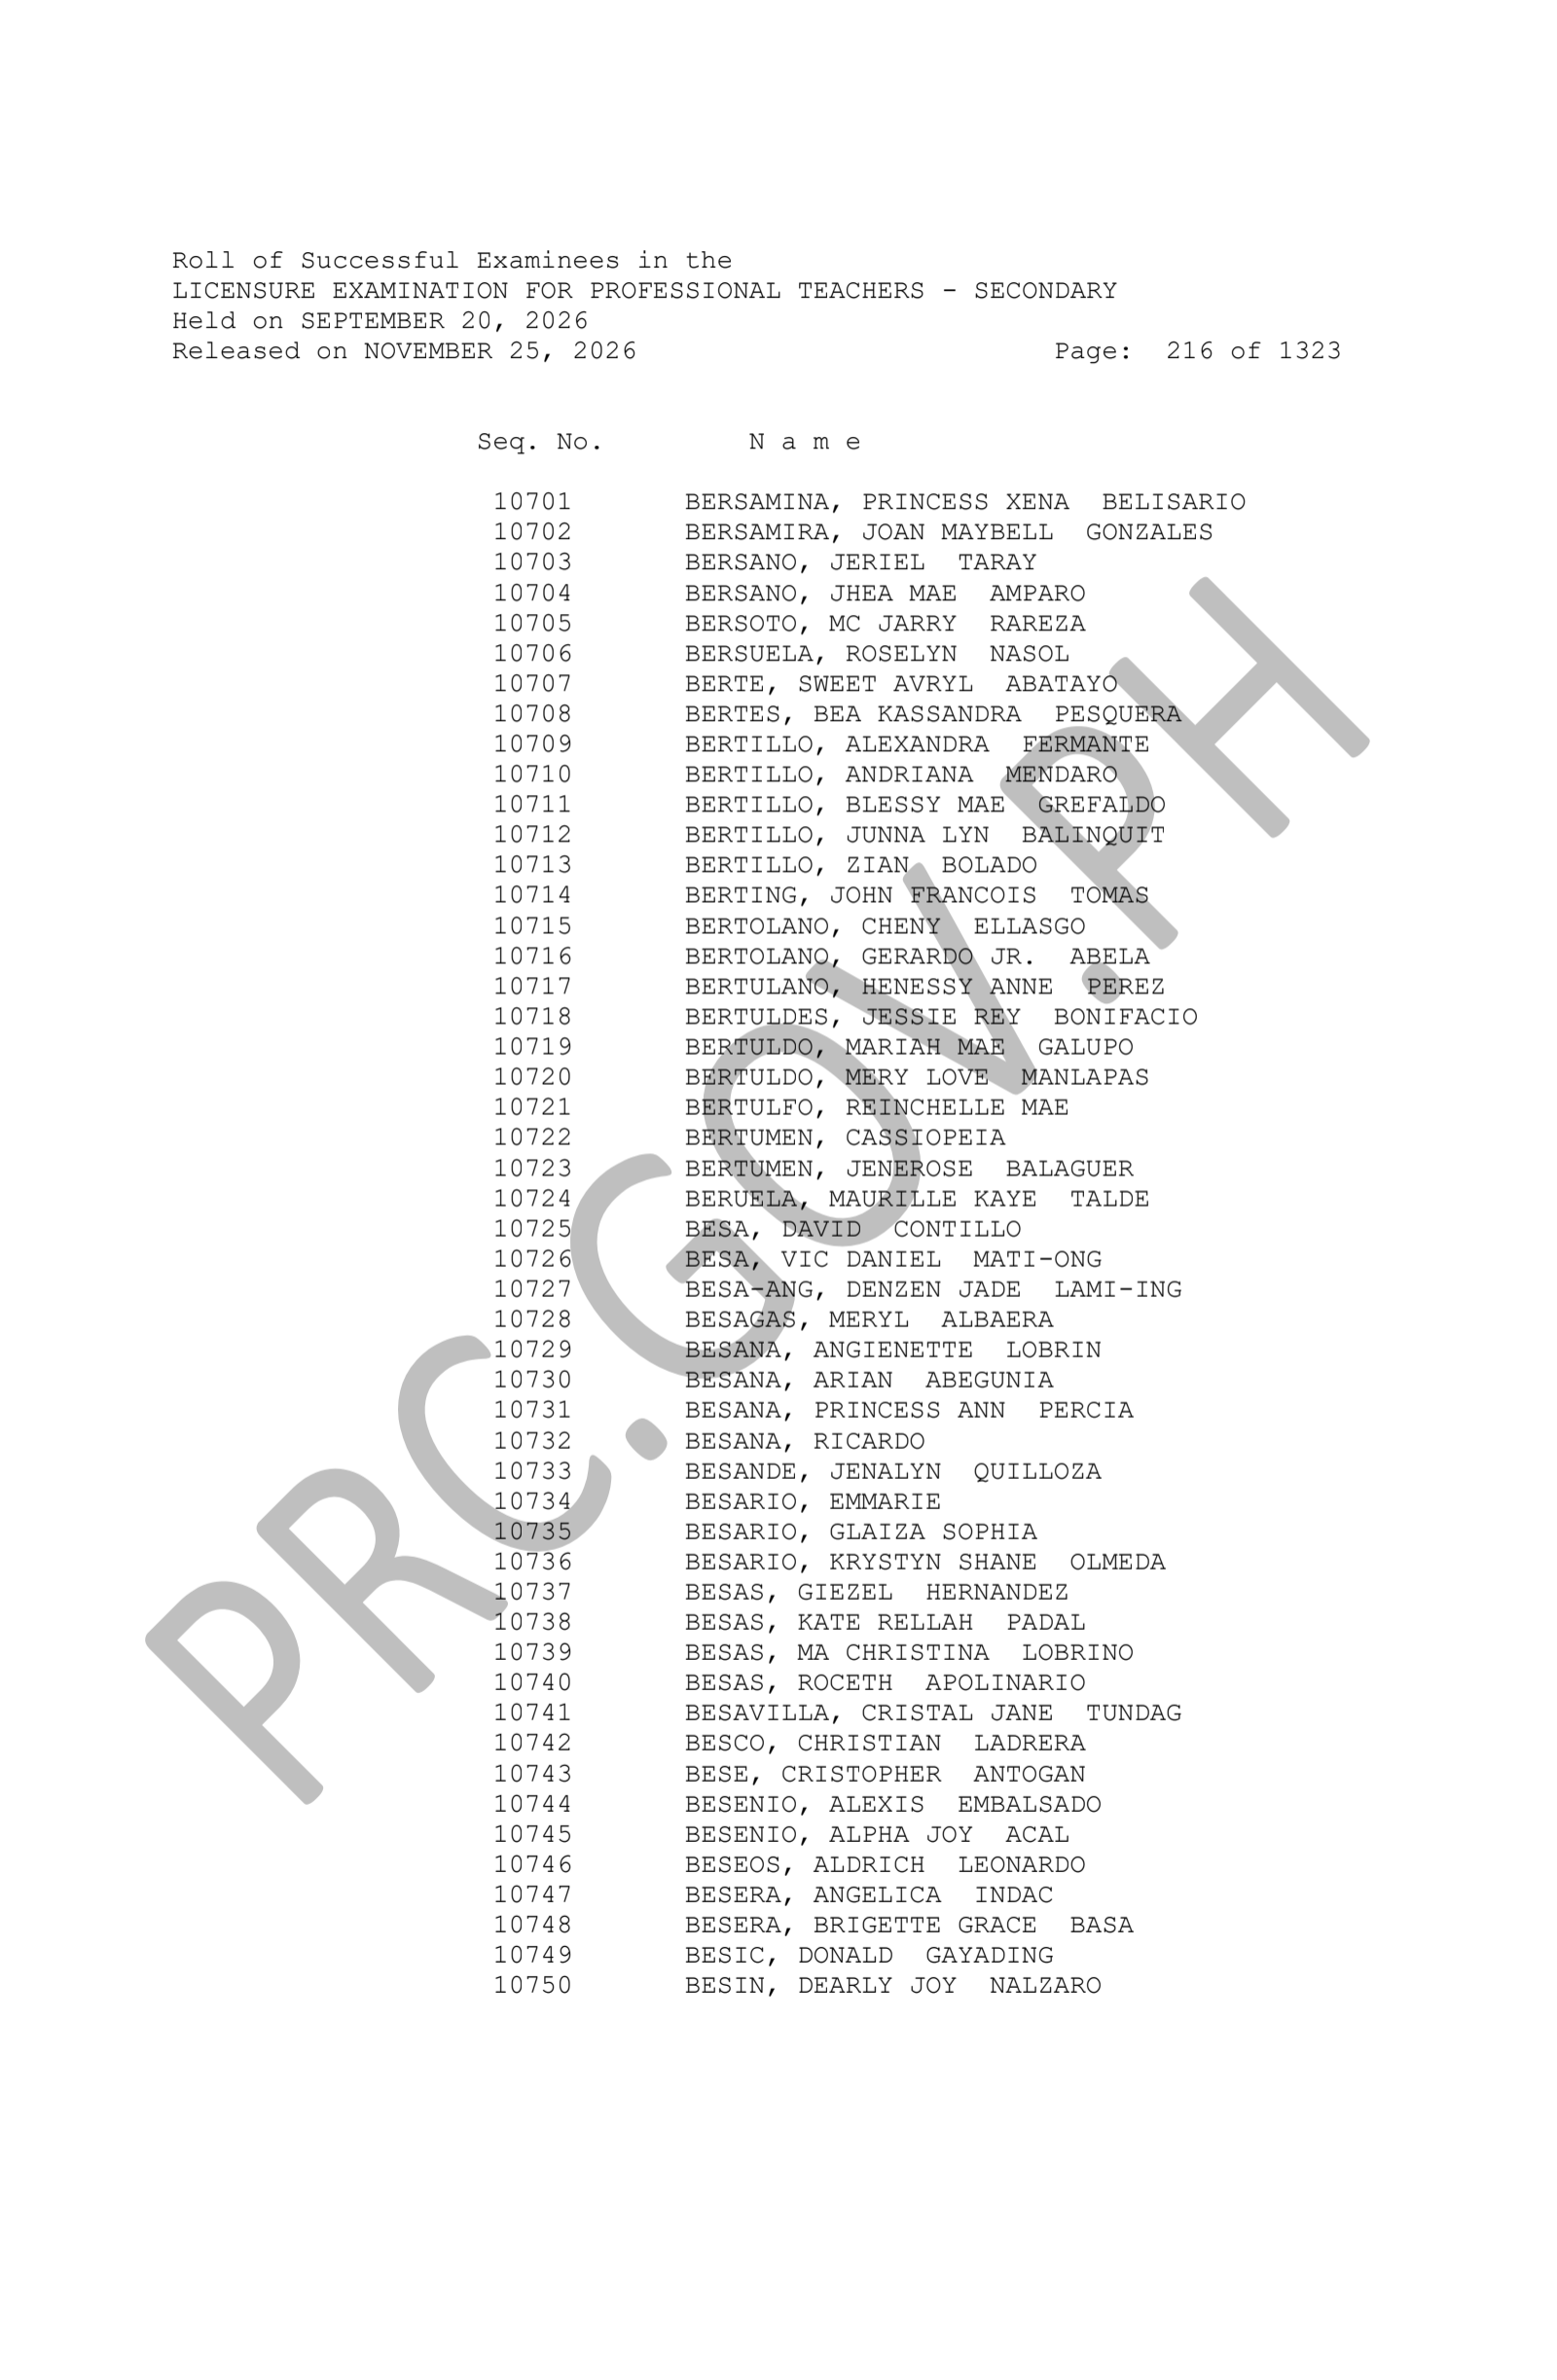 Roll of Successful Examinees in the
LICENSURE EXAMINATION FOR PROFESSIONAL TEACHERS - SECONDARY
Held on SEPTEMBER 20, 2026
Released on NOVEMBER 25, 2026 Page: 216 of 1323
Seq. No. N a m e
10701 BERSAMINA, PRINCESS XENA BELISARIO
10702 BERSAMIRA, JOAN MAYBELL GONZALES
10703 BERSANO, JERIEL TARAY
10704 BERSANO, JHEA MAE AMPARO
10705 BERSOTO, MC JARRY RAREZA
10706 BERSUELA, ROSELYN NASOL
10707 BERTE, SWEET AVRYL ABATAYO
10708 BERTES, BEA KASSANDRA PESQUERA
10709 BERTILLO, ALEXANDRA FERMANTE
10710 BERTILLO, ANDRIANA MENDARO
10711 BERTILLO, BLESSY MAE GREFALDO
10712 BERTILLO, JUNNA LYN BALINQUIT
10713 BERTILLO, ZIAN BOLADO
10714 BERTING, JOHN FRANCOIS TOMAS
10715 BERTOLANO, CHENY ELLASGO
10716 BERTOLANO, GERARDO JR. ABELA
10717 BERTULANO, HENESSY ANNE PEREZ
10718 BERTULDES, JESSIE REY BONIFACIO
10719 BERTULDO, MARIAH MAE GALUPO
10720 BERTULDO, MERY LOVE MANLAPAS
10721 BERTULFO, REINCHELLE MAE
10722 BERTUMEN, CASSIOPEIA
10723 BERTUMEN, JENEROSE BALAGUER
10724 BERUELA, MAURILLE KAYE TALDE
10725 BESA, DAVID CONTILLO
10726 BESA, VIC DANIEL MATI-ONG
10727 BESA-ANG, DENZEN JADE LAMI-ING
10728 BESAGAS, MERYL ALBAERA
10729 BESANA, ANGIENETTE LOBRIN
10730 BESANA, ARIAN ABEGUNIA
10731 BESANA, PRINCESS ANN PERCIA
10732 BESANA, RICARDO
10733 BESANDE, JENALYN QUILLOZA
10734 BESARIO, EMMARIE
10735 BESARIO, GLAIZA SOPHIA
10736 BESARIO, KRYSTYN SHANE OLMEDA
10737 BESAS, GIEZEL HERNANDEZ
10738 BESAS, KATE RELLAH PADAL
10739 BESAS, MA CHRISTINA LOBRINO
10740 BESAS, ROCETH APOLINARIO
10741 BESAVILLA, CRISTAL JANE TUNDAG
10742 BESCO, CHRISTIAN LADRERA
10743 BESE, CRISTOPHER ANTOGAN
10744 BESENIO, ALEXIS EMBALSADO
10745 BESENIO, ALPHA JOY ACAL
10746 BESEOS, ALDRICH LEONARDO
10747 BESERA, ANGELICA INDAC
10748 BESERA, BRIGETTE GRACE BASA
10749 BESIC, DONALD GAYADING
10750 BESIN, DEARLY JOY NALZARO
PRC.GOV.PH